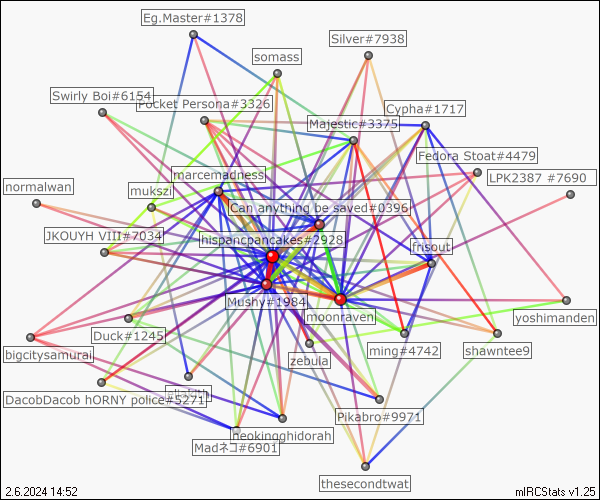 Eg.Master#1378
Silver#7938
somass
Swirly Boi#6154
Pocket Persona#3326
Cypha#1717
Majestic#3375
Fedora Stoat#4479
marcemadness
LPK2387 #7690
normalwan
mukszi
Can anything be saved#0396
JKOUYH VIII#7034
hispancpancakes#2928
frisout
Mushy#1984
moonraven
yoshimanden
Duck#1245
bigcitysamurai
zebula
ming#4742
shawntee9
DacobDacob hORNY police#5271
Pikabro#9971
neokingghidorah
Madネコ#6901
thesecondtwat
2.6.2024 14:52
mIRCStats v1.25